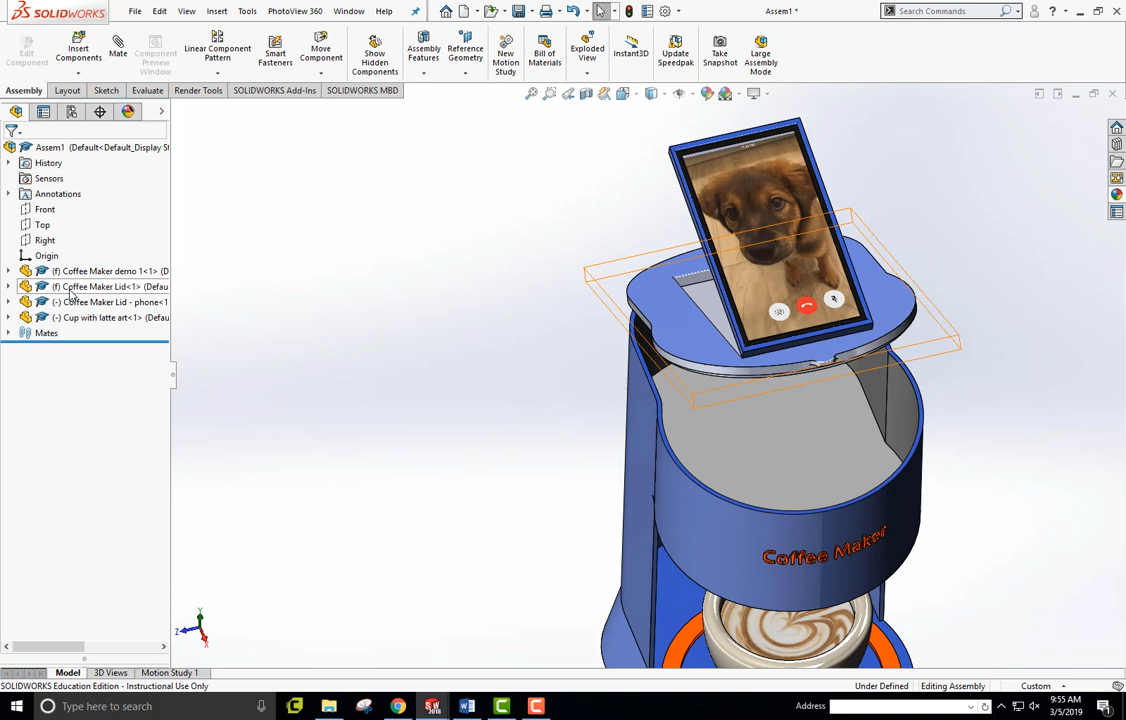 SOLIDWORKS File Edit View Insert Tools PhotoView 360 Window Help Assem1 * Search Commands
Edit Component Insert Components Mate Component Preview Window Linear Component Pattern Smart Fasteners Move Component Show Hidden Components Assembly Features Reference Geometry New Motion Study Bill of Materials Exploded View Instant3D Update Speedpak Take Snapshot Large Assembly Mode
Assembly Layout Sketch Evaluate Render Tools SOLIDWORKS Add-Ins SOLIDWORKS MBD
Assem1 (Default<Default_Display St
History
Sensors
Annotations
Front
Top
Right
Origin
(f) Coffee Maker demo 1<1> (D
(f) Coffee Maker Lid<1> (Defau
(-) Coffee Maker Lid - phone<1
(-) Cup with latte art<1> (Defau
Mates
Coffee Maker
Y
Z
X
Model 3D Views Motion Study 1
SOLIDWORKS Education Edition - Instructional Use Only Under Defined Editing Assembly Custom
Type here to search SW 2018 W C C Address 9:55 AM
3/5/2019 1